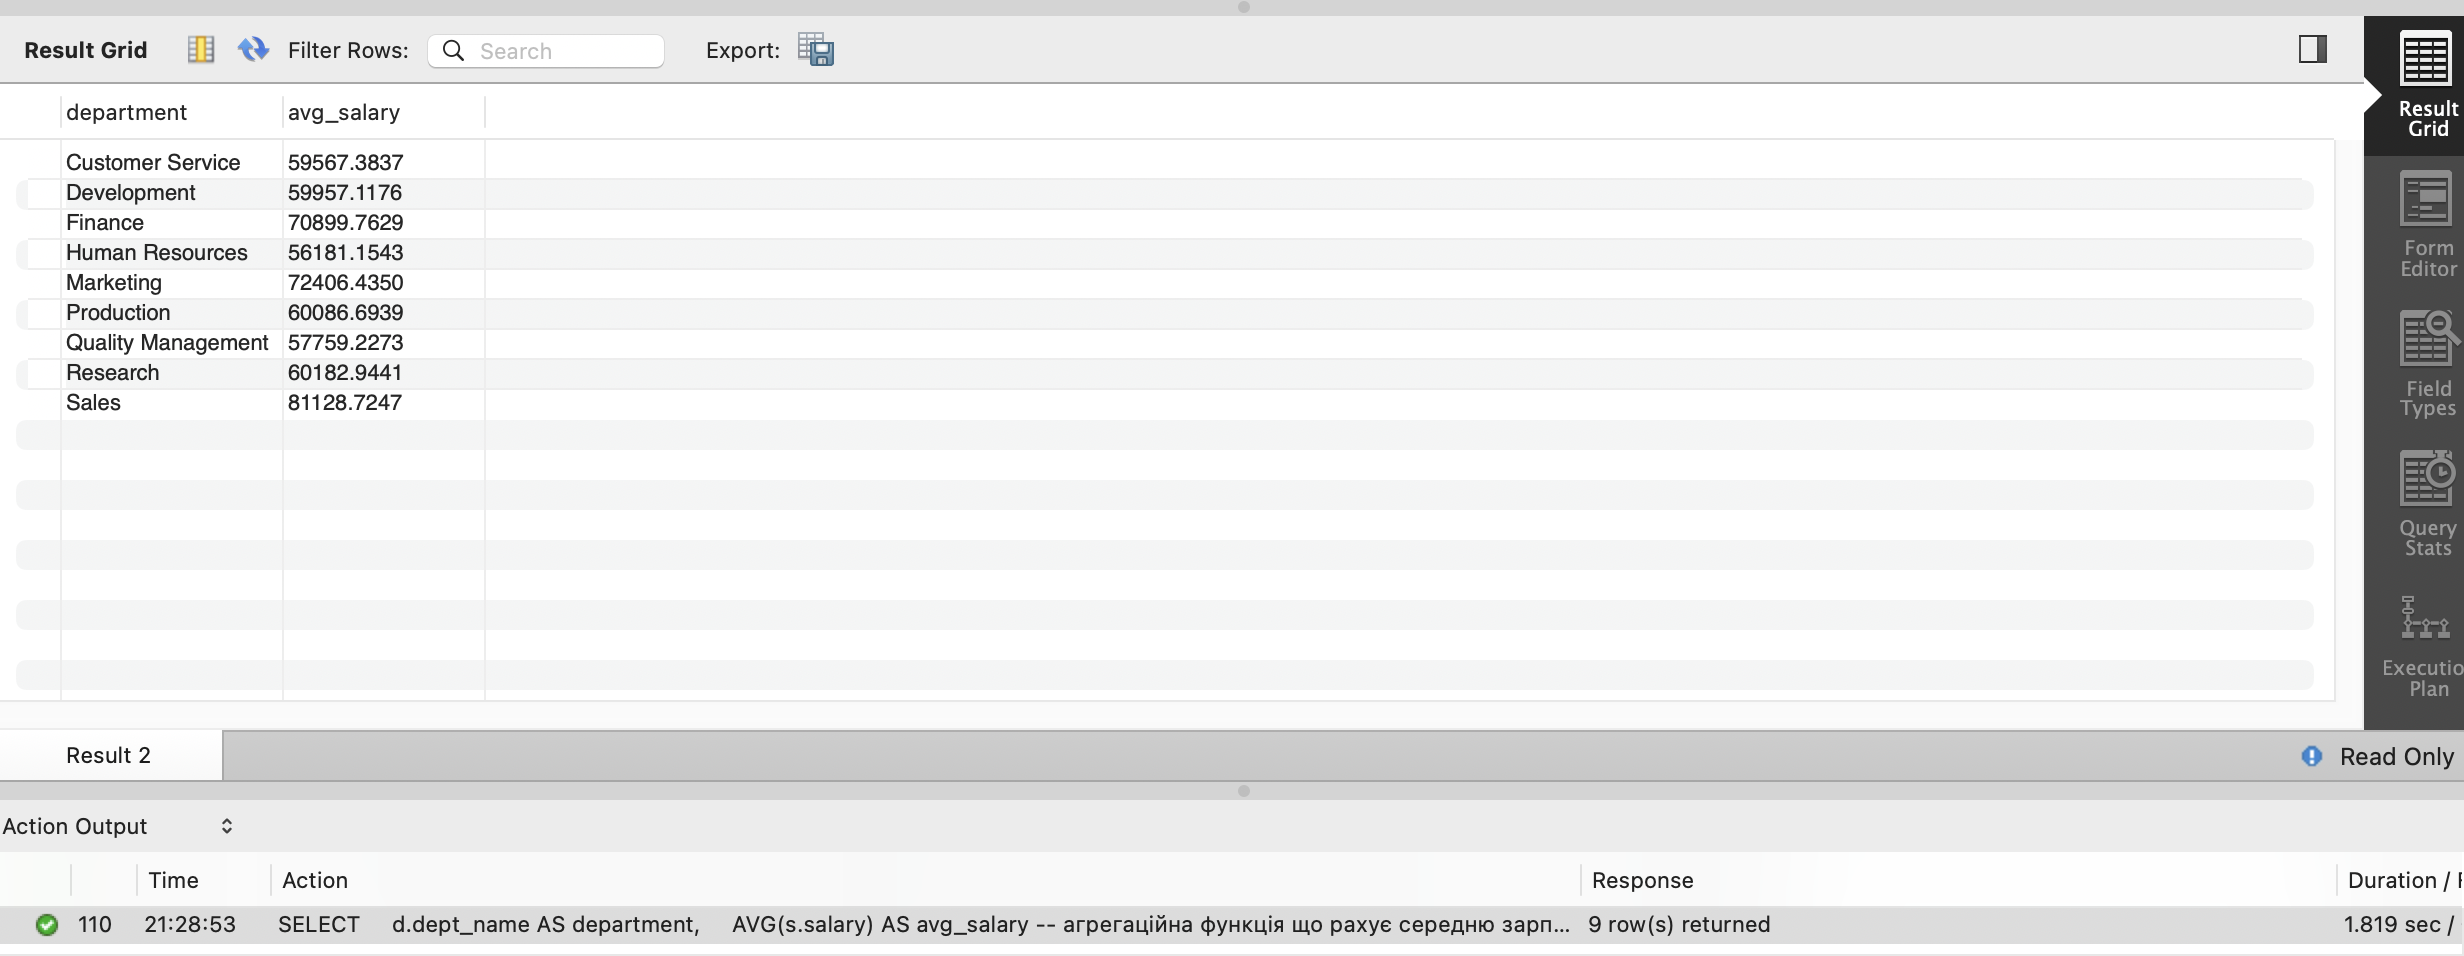 Result Grid Filter Rows: Search Export:
department avg_salary
Customer Service 59567.3837
Development 59957.1176
Finance 70899.7629
Human Resources 56181.1543
Marketing 72406.4350
Production 60086.6939
Quality Management 57759.2273
Research 60182.9441
Sales 81128.7247
Result
Grid
Form
Editor
Field
Types
Query
Stats
Executio
Plan
Result 2 Read Only
Action Output
Time Action Response Duration /
110 21:28:53 SELECT d.dept_name AS department, AVG(s.salary) AS avg_salary -- агрегаційна функція що рахує середню зарп... 9 row(s) returned 1.819 sec /